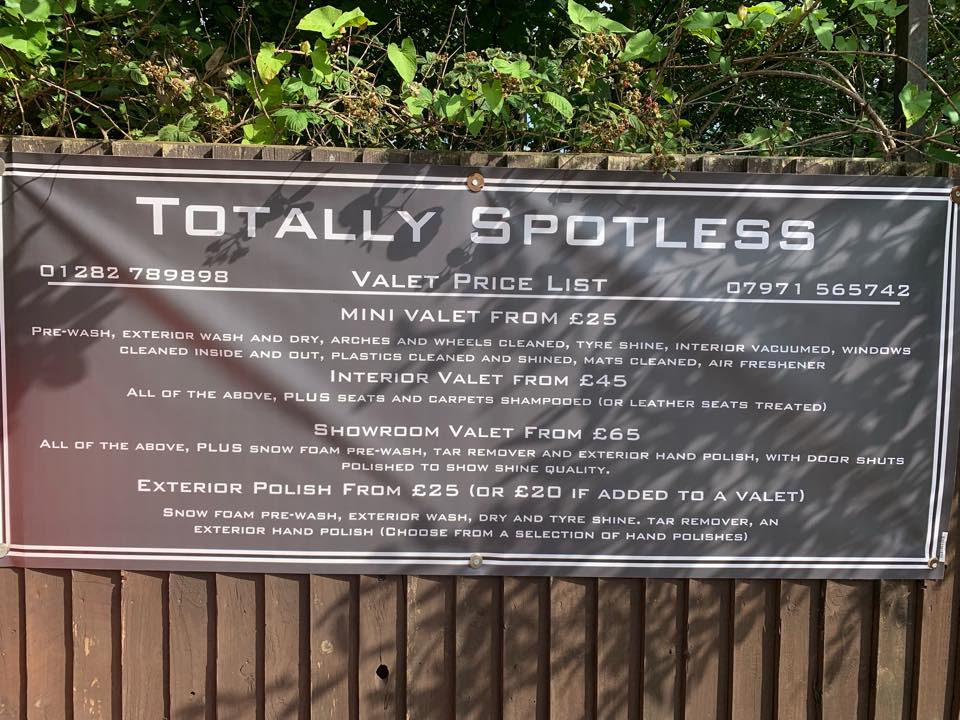 TOTALLY SPOTLESS
01282 789898 VALET PRICE LIST 07971 565742
MINI VALET FROM £25
PRE-WASH, EXTERIOR WASH AND DRY, ARCHES AND WHEELS CLEANED, TYRE SHINE, INTERIOR VACUUMED, WINDOWS
CLEANED INSIDE AND OUT, PLASTICS CLEANED AND SHINED, MATS CLEANED, AIR FRESHENER
INTERIOR VALET FROM £45
ALL OF THE ABOVE, PLUS SEATS AND CARPETS SHAMPOOED (OR LEATHER SEATS TREATED)
SHOWROOM VALET FROM £65
ALL OF THE ABOVE, PLUS SNOW FOAM PRE-WASH, TAR REMOVER AND EXTERIOR HAND POLISH, WITH DOOR SHUTS
POLISHED TO SHOW SHINE QUALITY.
EXTERIOR POLISH FROM £25 (OR £20 IF ADDED TO A VALET)
SNOW FOAM PRE-WASH, EXTERIOR WASH, DRY AND TYRE SHINE. TAR REMOVER, AN
EXTERIOR HAND POLISH (CHOOSE FROM A SELECTION OF HAND POLISHES)